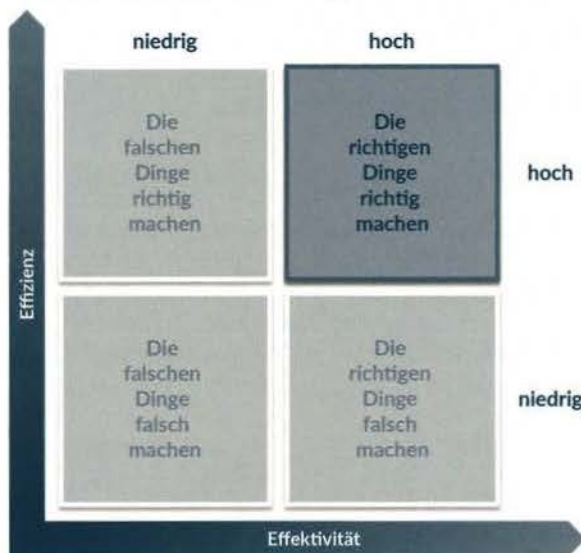 niedrig
hoch
Die
falschen
Dinge
richtig
machen
Die
richtigen
Dinge
richtig
machen
hoch
Effizienz
Die
falschen
Dinge
falsch
machen
Die
richtigen
Dinge
falsch
machen
niedrig
Effektivität